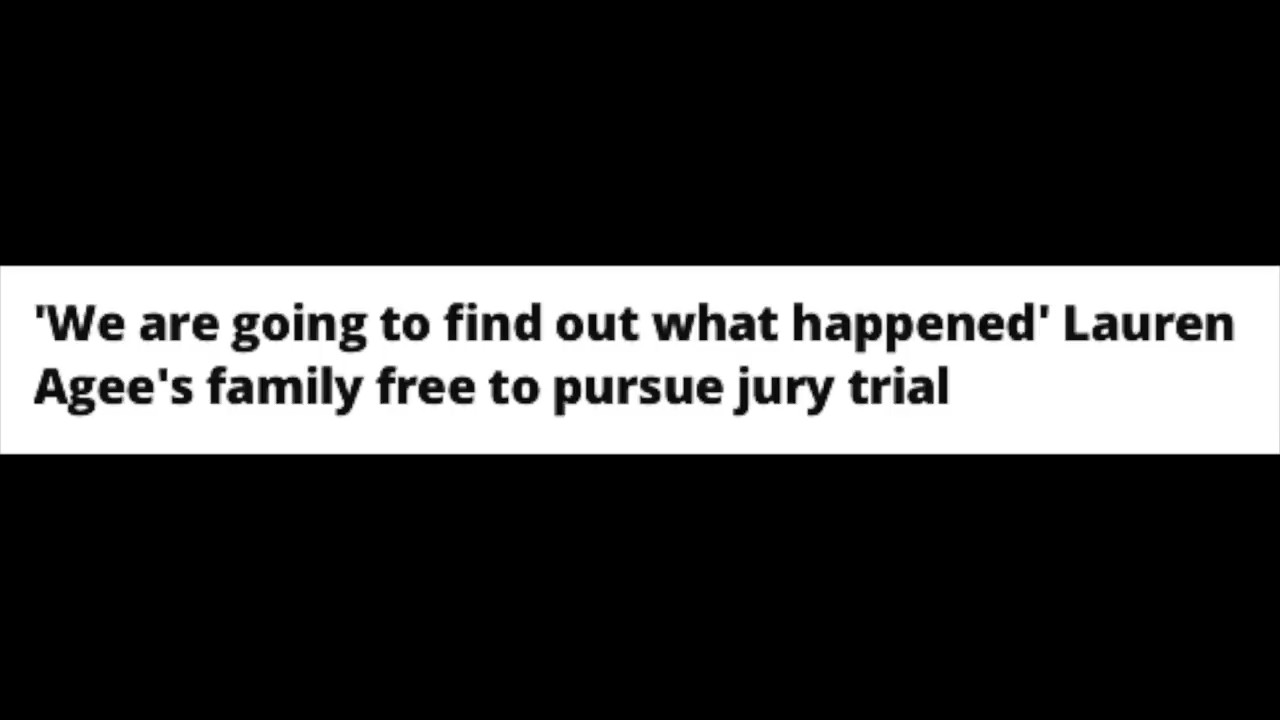 'We are going to find out what happened' Lauren
Agee's family free to pursue jury trial